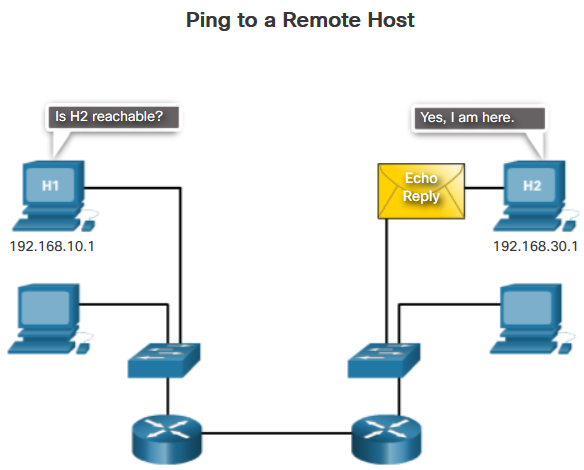 Ping to a Remote Host
Is H2 reachable?
Yes, I am here.
H1
Echo
Reply
H2
192.168.10.1
192.168.30.1